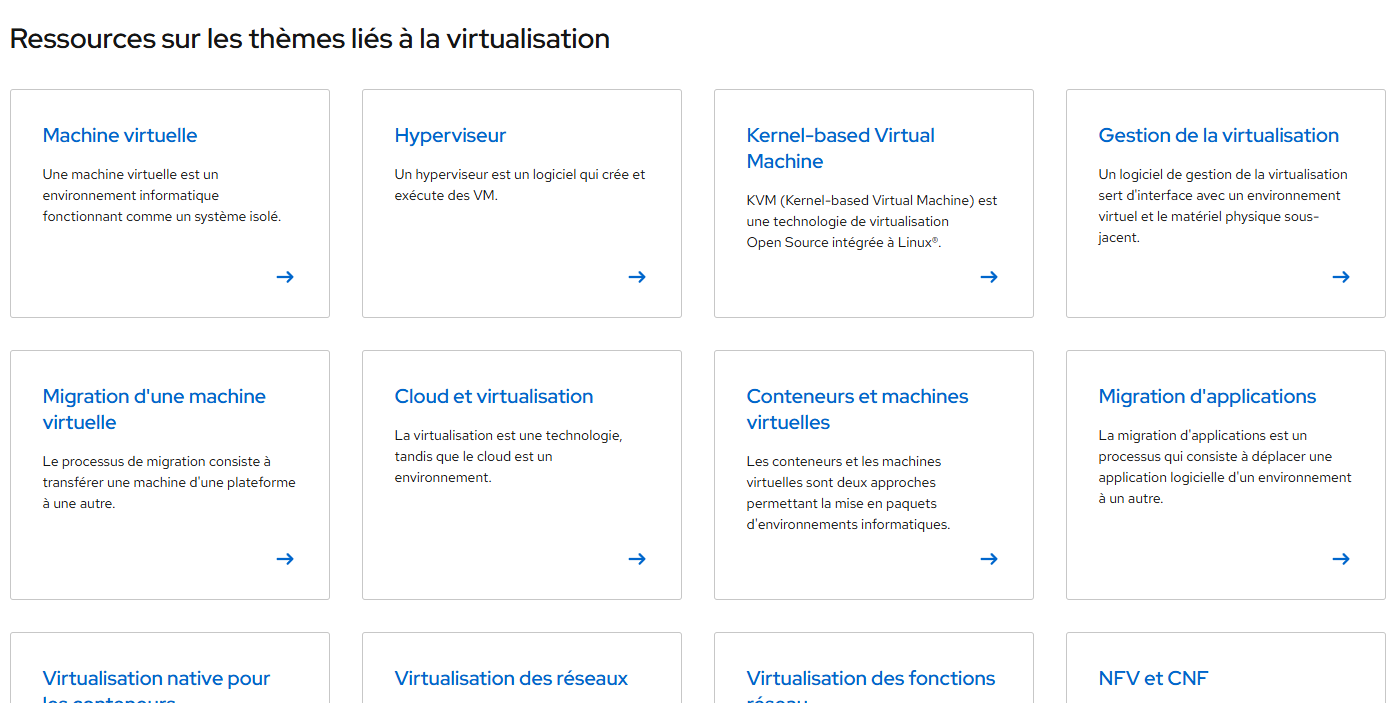 Ressources sur les thèmes liés à la virtualisation
Machine virtuelle
Une machine virtuelle est un
environnement informatique
fonctionnant comme un système isolé.
Hyperviseur
Un hyperviseur est un logiciel qui crée et
exécute des VM.
Kernel-based Virtual
Machine
KVM (Kernel-based Virtual Machine) est
une technologie de virtualisation
Open Source intégrée à Linux®.
Gestion de la virtualisation
Un logiciel de gestion de la virtualisation
sert d'interface avec un environnement
virtuel et le matériel physique sous-
jacent.
Migration d'une machine
virtuelle
Le processus de migration consiste à
transférer une machine d'une plateforme
à une autre.
Cloud et virtualisation
La virtualisation est une technologie,
tandis que le cloud est un
environnement.
Conteneurs et machines
virtuelles
Les conteneurs et les machines
virtuelles sont deux approches
permettant la mise en paquets
d'environnements informatiques.
Migration d'applications
La migration d'applications est un
processus qui consiste à déplacer une
application logicielle d'un environnement
à un autre.
Virtualisation native pour
les conteneurs
Virtualisation des réseaux
Virtualisation des fonctions
réseau
NFV et CNF